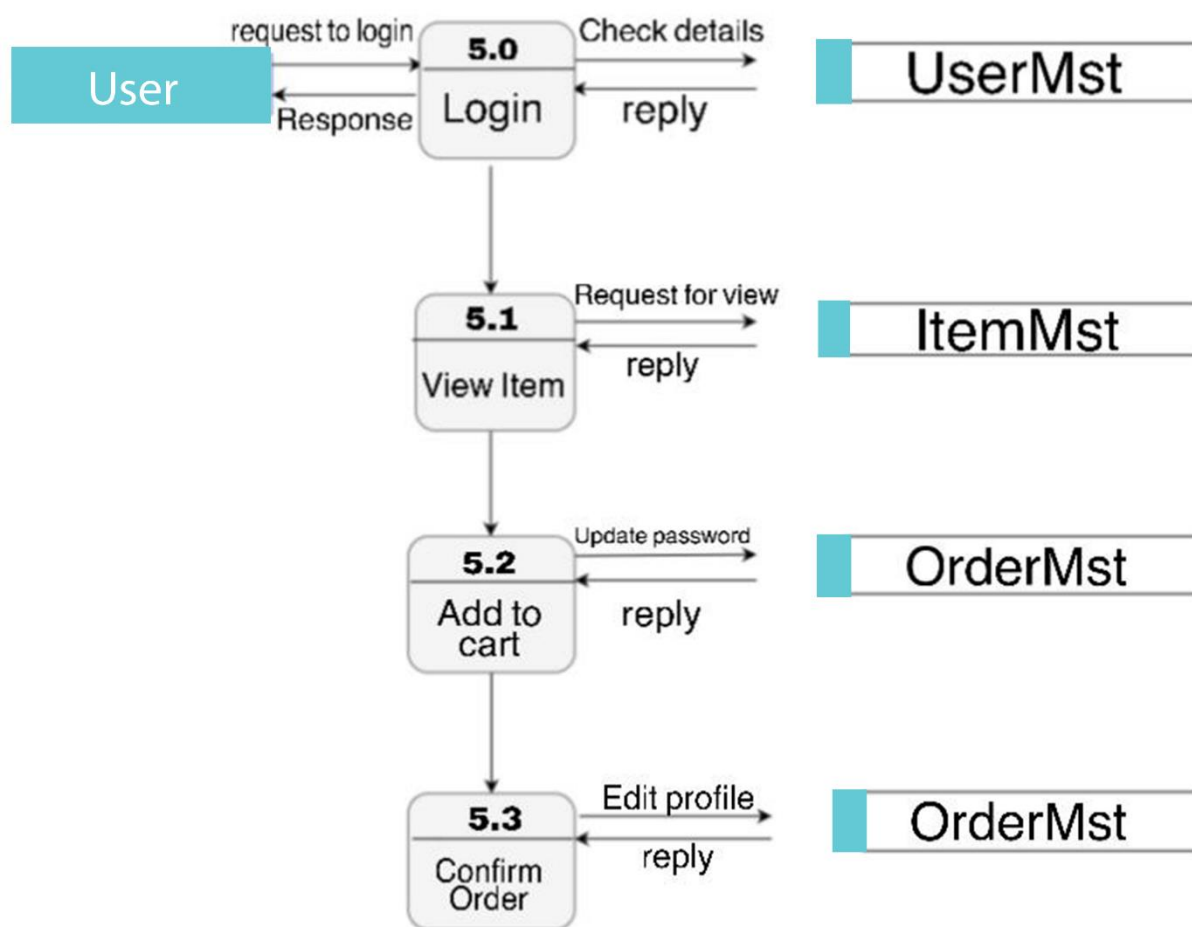 request to login
User
Response
5.0
Login
Check details
reply
UserMst
5.1
View Item
Request for view
reply
ItemMst
5.2
Add to
cart
Update password
reply
OrderMst
5.3
Confirm
Order
Edit profile
reply
OrderMst